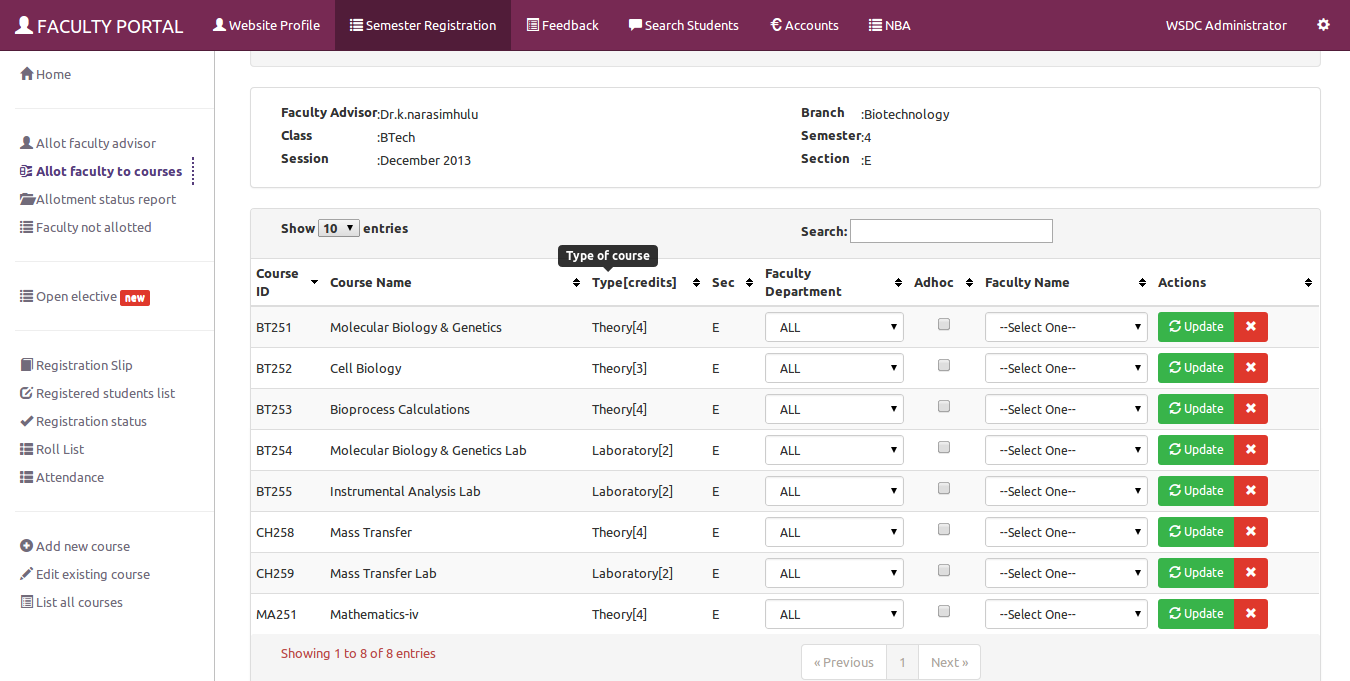 FACULTY PORTAL Website Profile Semester Registration Feedback Search Students Accounts NBA WSDC Administrator
Home
Allot faculty advisor
Allot faculty to courses
Allotment status report
Faculty not allotted
Open elective new
Registration Slip
Registered students list
Registration status
Roll List
Attendance
Add new course
Edit existing course
List all courses
Faculty Advisor :Dr.k.narasimhulu Branch :Biotechnology
Class :BTech Semester :4
Session :December 2013 Section :E
Show 10 entries Search:
Type of course
Course ID Course Name Type[credits] Sec Faculty Department Adhoc Faculty Name Actions
BT251 Molecular Biology & Genetics Theory[4] E ALL --Select One-- Update
BT252 Cell Biology Theory[3] E ALL --Select One-- Update
BT253 Bioprocess Calculations Theory[4] E ALL --Select One-- Update
BT254 Molecular Biology & Genetics Lab Laboratory[2] E ALL --Select One-- Update
BT255 Instrumental Analysis Lab Laboratory[2] E ALL --Select One-- Update
CH258 Mass Transfer Theory[4] E ALL --Select One-- Update
CH259 Mass Transfer Lab Laboratory[2] E ALL --Select One-- Update
MA251 Mathematics-iv Theory[4] E ALL --Select One-- Update
Showing 1 to 8 of 8 entries « Previous 1 Next »